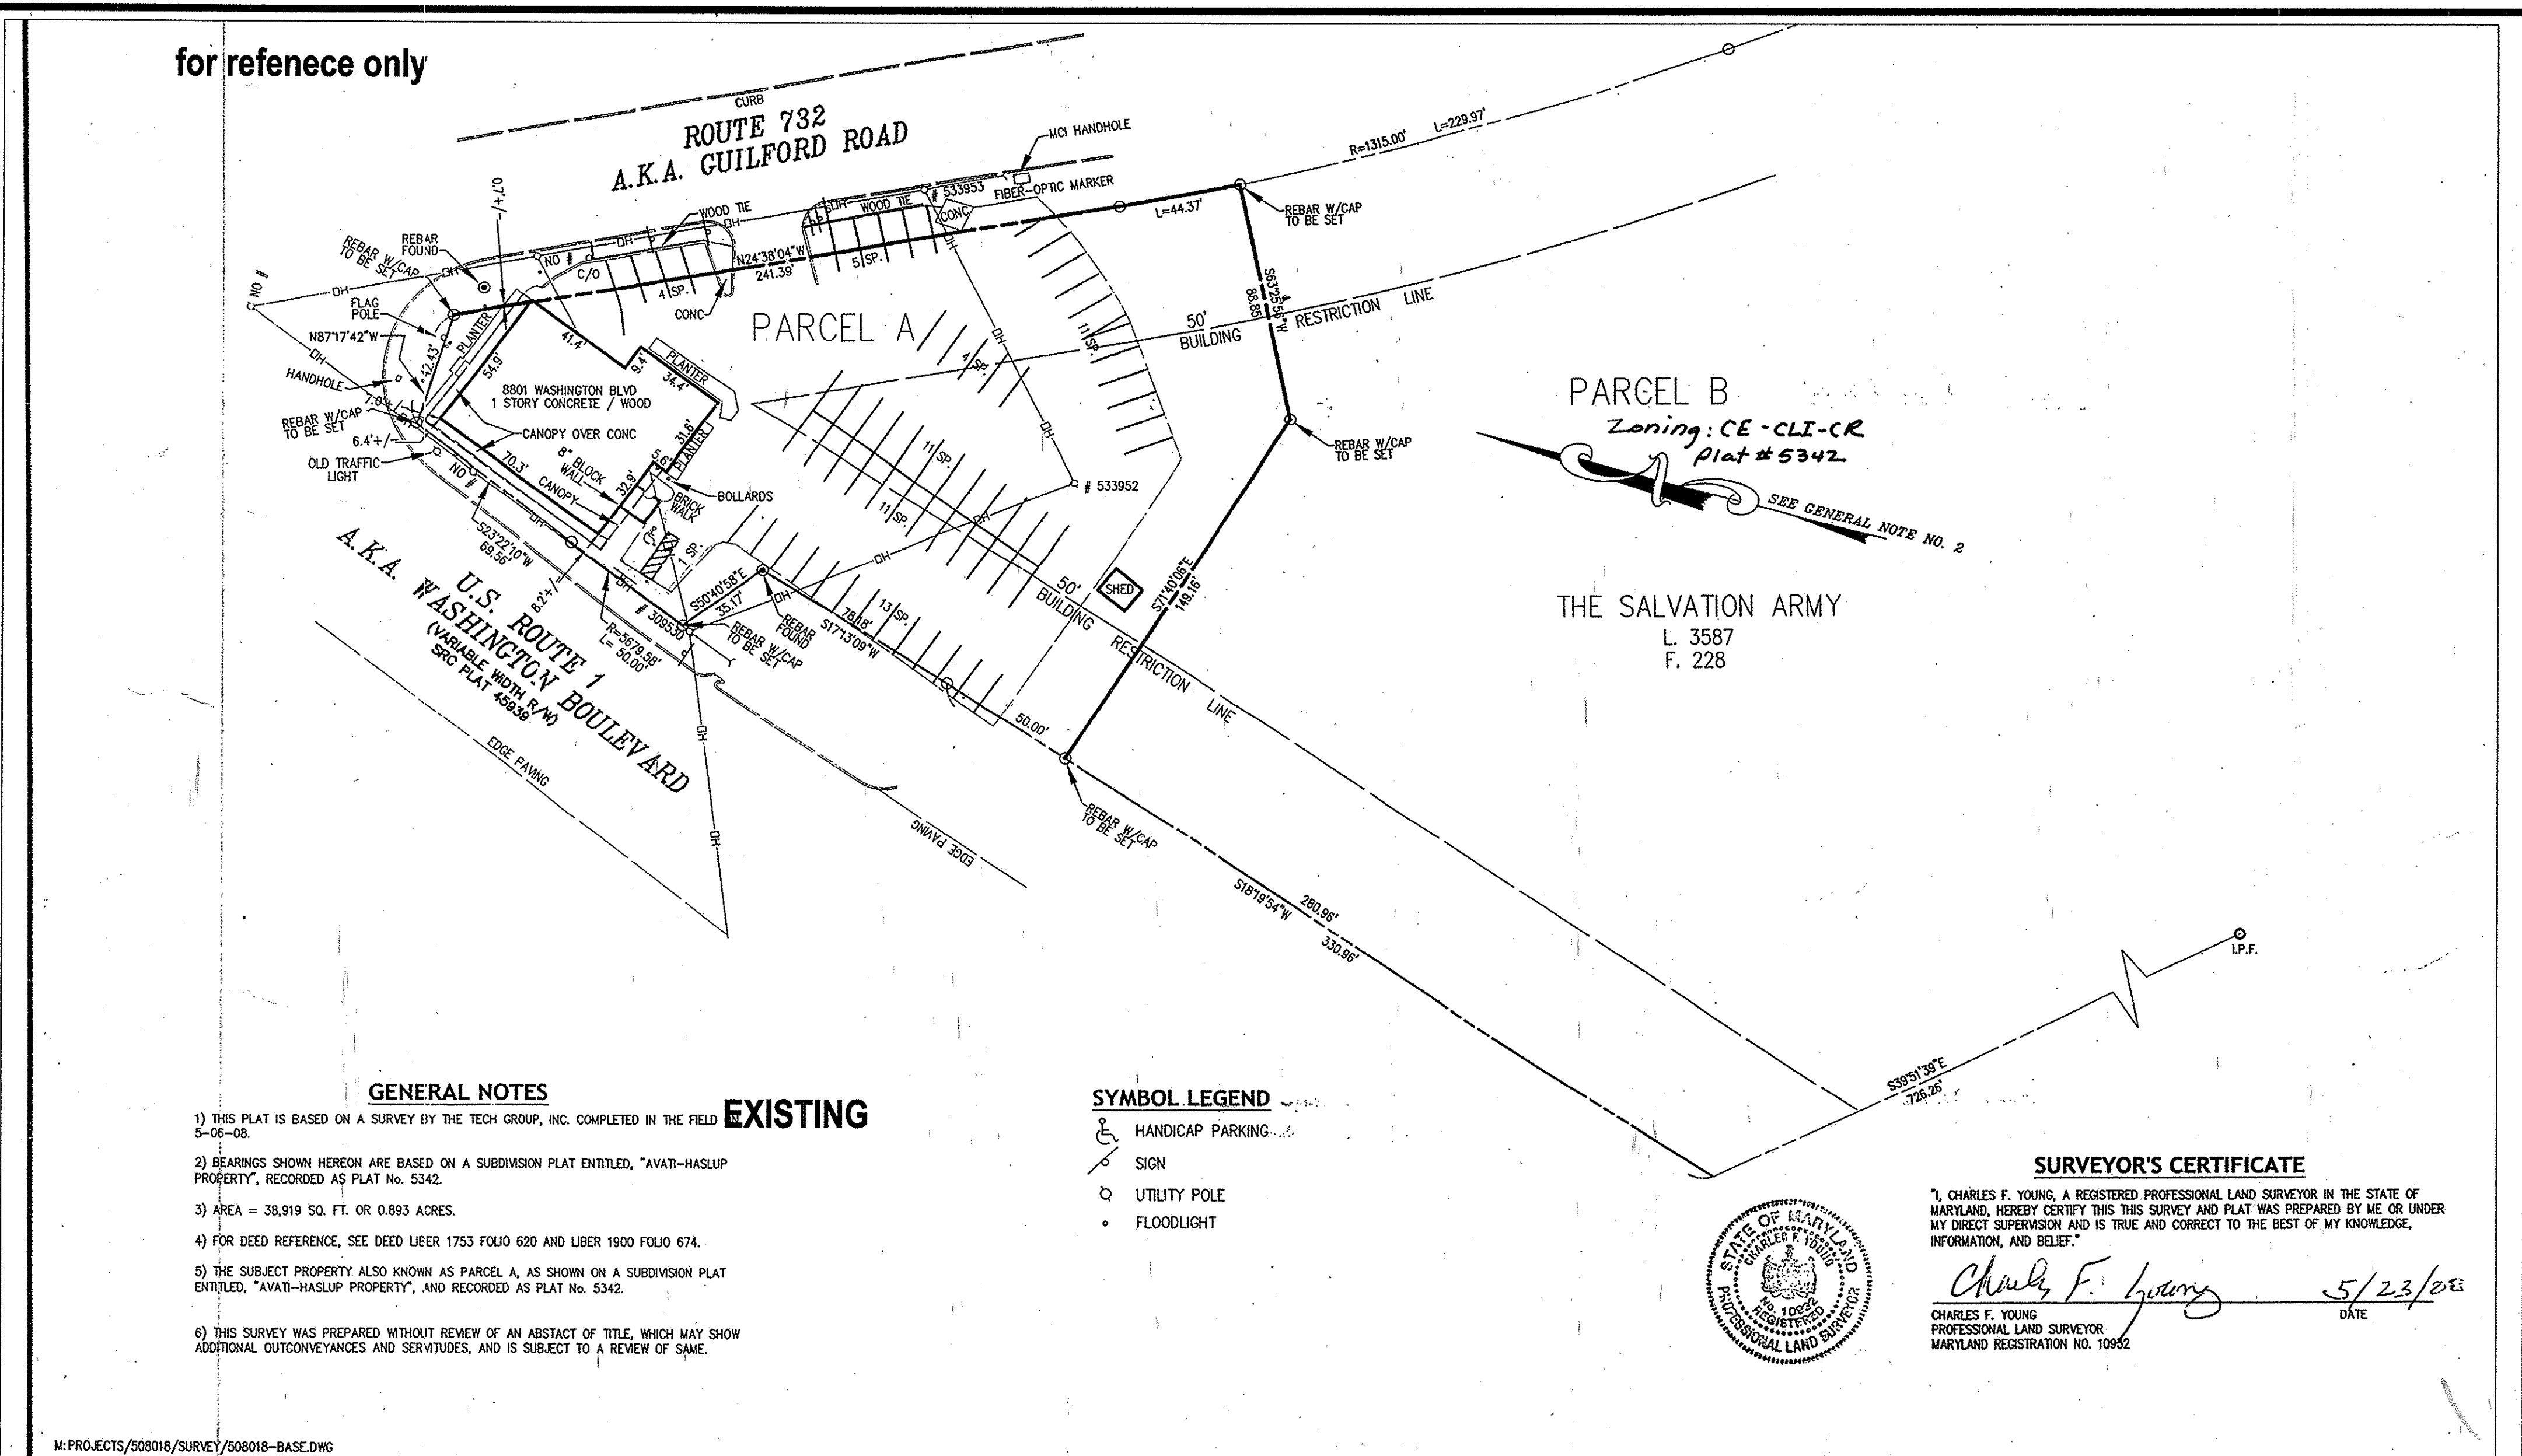 for refenece only
CURB
ROUTE 732
A.K.A. GUILFORD ROAD
MCI HANDHOLE
# 533953
FIBER-OPTIC MARKER
WOOD TIE
WOOD TIE
CONC
L=44.37'
R=1315.00'
L=229.97'
REBAR W/CAP
TO BE SET
0.7'+/-
REBAR
FOUND
REBAR W/CAP
TO BE SET
NO #
OH
NO #
C/O
4 SP.
N24°38'04"W
241.39'
5 SP.
CONC
FLAG
POLE
N87°17'42"W
42.43'
HANDHOLE
7.0'+/-
REBAR W/CAP
TO BE SET
6.4'+/-
OLD TRAFFIC
LIGHT
NO #
PLANTER
54.9'
41.4'
9.4'
PLANTER
34.4'
8801 WASHINGTON BLVD
1 STORY CONCRETE / WOOD
CANOPY OVER CONC
70.3'
8" BLOCK
WALL
CANOPY
32.9'
5.6'
31.6'
PLANTER
BOLLARDS
BRICK
WALK
1 SP.
PARCEL A
4 SP.
11 SP.
11 SP.
11 SP.
13 SP.
50'
BUILDING RESTRICTION LINE
S63°25'56"W
88.85'
REBAR W/CAP
TO BE SET
# 533952
SHED
S71°40'06"E
149.16'
50'
BUILDING RESTRICTION LINE
S23°22'10"W
69.56'
8.2'+/-
R=5679.58'
L= 50.00'
# 309530
S50°40'58"E
35.17'
REBAR W/CAP
TO BE SET
REBAR
FOUND
78.18'
S17°13'09"W
50.00'
REBAR W/CAP
TO BE SET
U.S. ROUTE 1
A.K.A. WASHINGTON BOULEVARD
(VARIABLE WIDTH R/W)
SRC PLAT 45939
EDGE PAVING
EDGE PAVING
S18°19'54"W
280.96'
330.96'
PARCEL B
Zoning: CE-CLI-CR
Plat # 5342
SEE GENERAL NOTE NO. 2
THE SALVATION ARMY
L. 3587
F. 228
I.P.F.
S39°51'39"E
726.26'
GENERAL NOTES
1) THIS PLAT IS BASED ON A SURVEY BY THE TECH GROUP, INC. COMPLETED IN THE FIELD
5-06-08.
EXISTING
2) BEARINGS SHOWN HEREON ARE BASED ON A SUBDIVISION PLAT ENTITLED, "AVATI-HASLUP
PROPERTY", RECORDED AS PLAT No. 5342.
3) AREA = 38,919 SQ. FT. OR 0.893 ACRES.
4) FOR DEED REFERENCE, SEE DEED LIBER 1753 FOLIO 620 AND LIBER 1900 FOLIO 674.
5) THE SUBJECT PROPERTY ALSO KNOWN AS PARCEL A, AS SHOWN ON A SUBDIVISION PLAT
ENTITLED, "AVATI-HASLUP PROPERTY", AND RECORDED AS PLAT No. 5342.
6) THIS SURVEY WAS PREPARED WITHOUT REVIEW OF AN ABSTACT OF TITLE, WHICH MAY SHOW
ADDITIONAL OUTCONVEYANCES AND SERVITUDES, AND IS SUBJECT TO A REVIEW OF SAME.
SYMBOL LEGEND
HANDICAP PARKING
SIGN
UTILITY POLE
FLOODLIGHT
STATE OF MARYLAND
CHARLES F. YOUNG
No. 10932
REGISTERED
PROFESSIONAL LAND SURVEYOR
SURVEYOR'S CERTIFICATE
"I, CHARLES F. YOUNG, A REGISTERED PROFESSIONAL LAND SURVEYOR IN THE STATE OF
MARYLAND, HEREBY CERTIFY THIS THIS SURVEY AND PLAT WAS PREPARED BY ME OR UNDER
MY DIRECT SUPERVISION AND IS TRUE AND CORRECT TO THE BEST OF MY KNOWLEDGE,
INFORMATION, AND BELIEF."
Charles F. Young
CHARLES F. YOUNG
DATE
PROFESSIONAL LAND SURVEYOR
MARYLAND REGISTRATION NO. 10932
M:PROJECTS/508018/SURVEY/508018-BASE.DWG